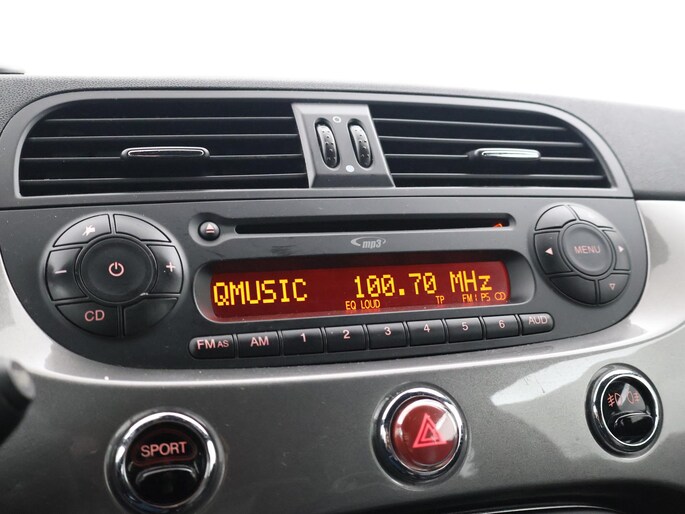 mp3
MENU
CD
QMUSIC 100.70 MHz
EQ LOUD TP FM1 PS CD
FM AS AM 1 2 3 4 5 6 AUD
SPORT